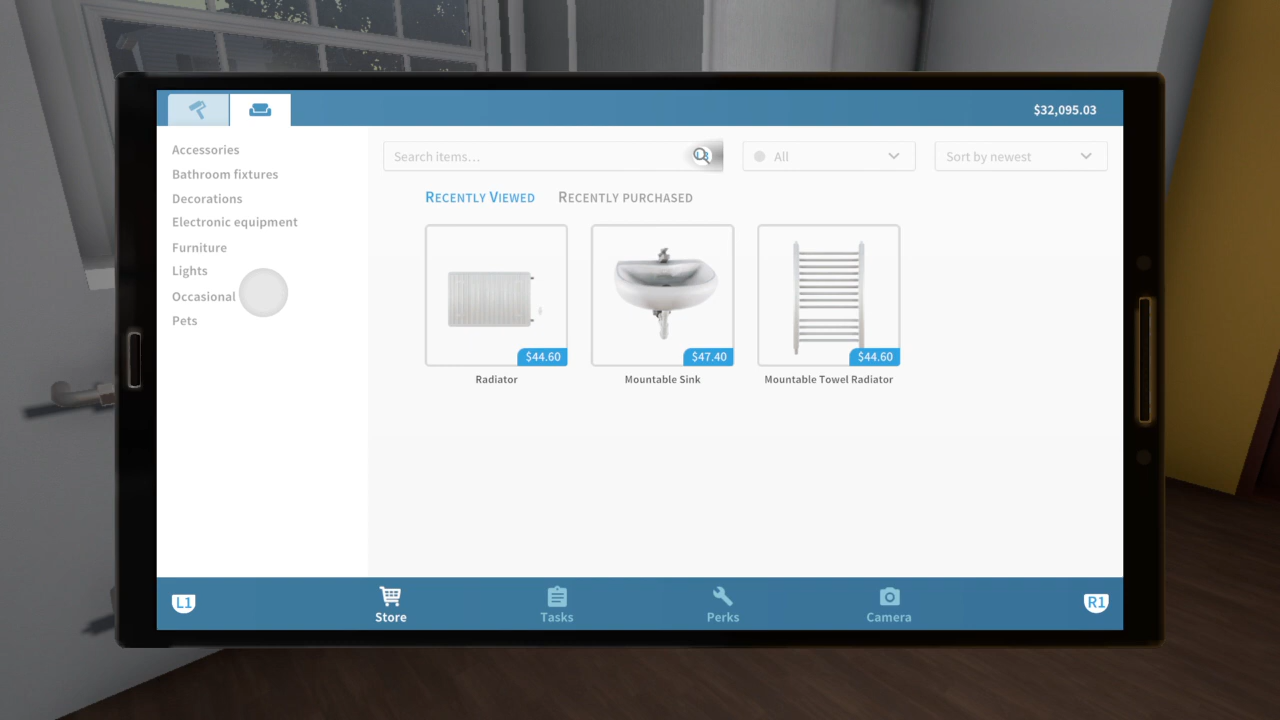 $32,095.03
Accessories
Bathroom fixtures
Decorations
Electronic equipment
Furniture
Lights
Occasional
Pets
Search items...
All
Sort by newest
RECENTLY VIEWED
RECENTLY PURCHASED
$44.60
Radiator
$47.40
Mountable Sink
$44.60
Mountable Towel Radiator
L1
Store
Tasks
Perks
Camera
R1